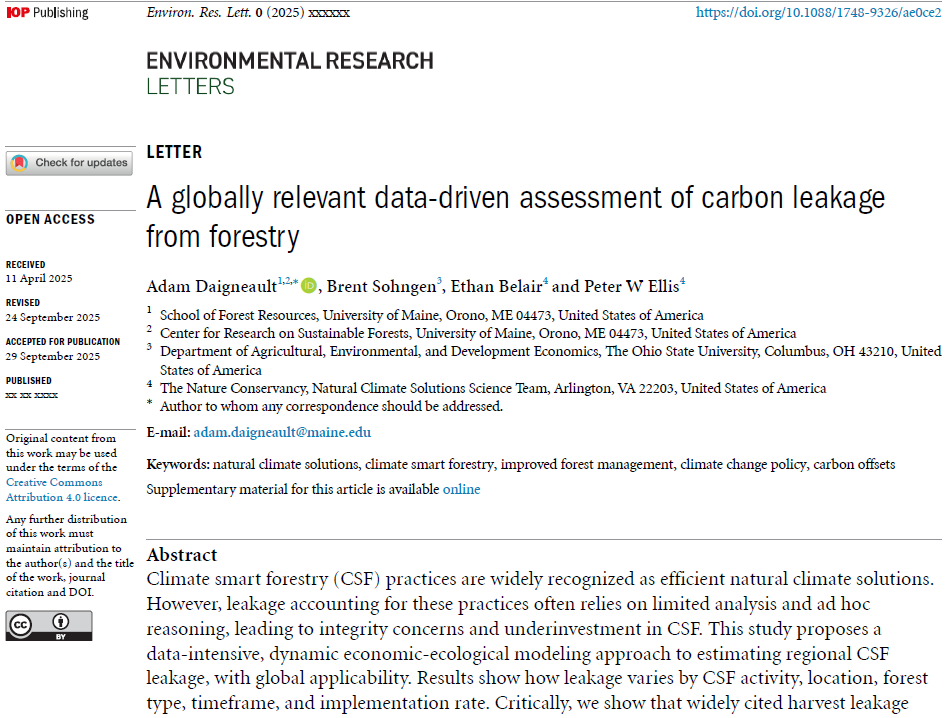 IOP Publishing
Environ. Res. Lett. 0 (2025) xxxxxx
https://doi.org/10.1088/1748-9326/ae0ce2
ENVIRONMENTAL RESEARCH
LETTERS
Check for updates
OPEN ACCESS
RECEIVED
11 April 2025
REVISED
24 September 2025
ACCEPTED FOR PUBLICATION
29 September 2025
PUBLISHED
xx xx xxxx
Original content from
this work may be used
under the terms of the
Creative Commons
Attribution 4.0 licence.
Any further distribution
of this work must
maintain attribution to
the author(s) and the title
of the work, journal
citation and DOI.
cc
BY
LETTER
A globally relevant data-driven assessment of carbon leakage
from forestry
Adam Daigneault1,2,* iD, Brent Sohngen3, Ethan Belair4 and Peter W Ellis4
1 School of Forest Resources, University of Maine, Orono, ME 04473, United States of America
2 Center for Research on Sustainable Forests, University of Maine, Orono, ME 04473, United States of America
3 Department of Agricultural, Environmental, and Development Economics, The Ohio State University, Columbus, OH 43210, United
States of America
4 The Nature Conservancy, Natural Climate Solutions Science Team, Arlington, VA 22203, United States of America
* Author to whom any correspondence should be addressed.
E-mail: adam.daigneault@maine.edu
Keywords: natural climate solutions, climate smart forestry, improved forest management, climate change policy, carbon offsets
Supplementary material for this article is available online
Abstract
Climate smart forestry (CSF) practices are widely recognized as efficient natural climate solutions.
However, leakage accounting for these practices often relies on limited analysis and ad hoc
reasoning, leading to integrity concerns and underinvestment in CSF. This study proposes a
data-intensive, dynamic economic-ecological modeling approach to estimating regional CSF
leakage, with global applicability. Results show how leakage varies by CSF activity, location, forest
type, timeframe, and implementation rate. Critically, we show that widely cited harvest leakage